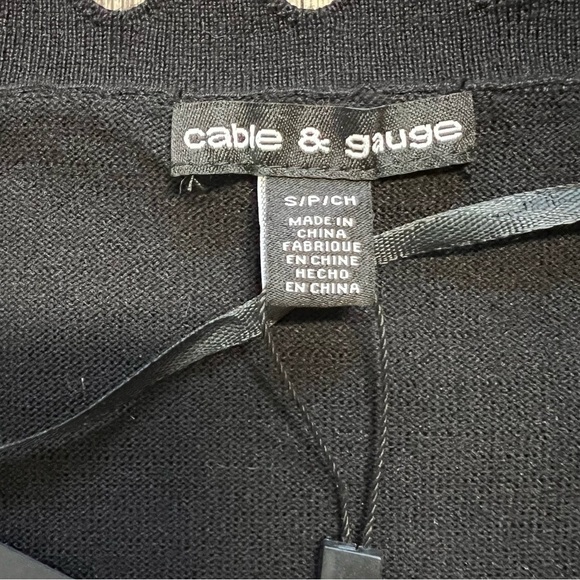 cable & gauge
S/P/CH
MADE IN
CHINA
FABRIQUE
EN CHINE
HECHO
EN CHINA